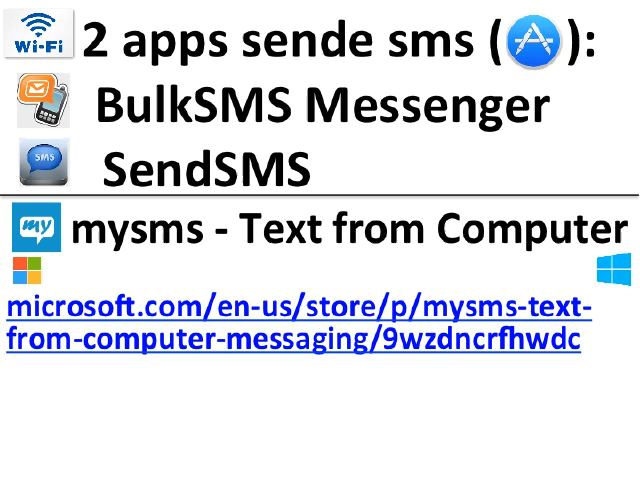 Wi-Fi
2 apps sende sms ( ):
BulkSMS Messenger
SMS
SendSMS
my
mysms - Text from Computer
microsoft.com/en-us/store/p/mysms-text-
from-computer-messaging/9wzdncrfhwdc